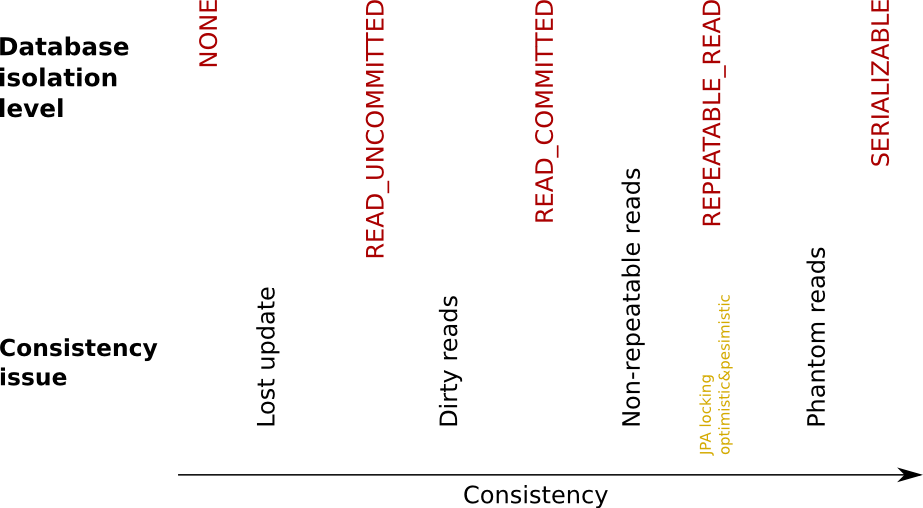 Database
isolation
level
NONE
READ_UNCOMMITTED
READ_COMMITTED
REPEATABLE_READ
SERIALIZABLE
Consistency
issue
Lost update
Dirty reads
Non-repeatable reads
JPA locking
optimistic&pesimistic
Phantom reads
Consistency